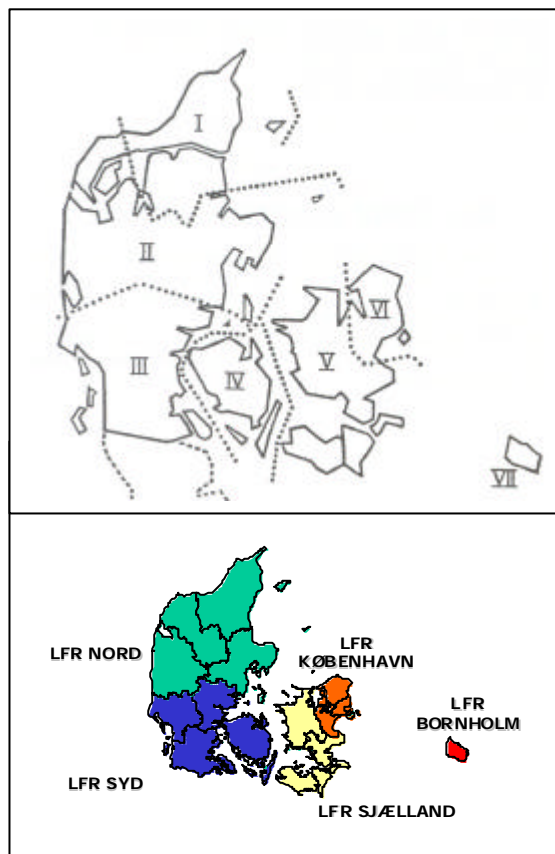 I
II
III
IV
V
VI
VII
LFR NORD
LFR
KØBENHAVN
LFR
BORNHOLM
LFR SYD
LFR SJÆLLAND